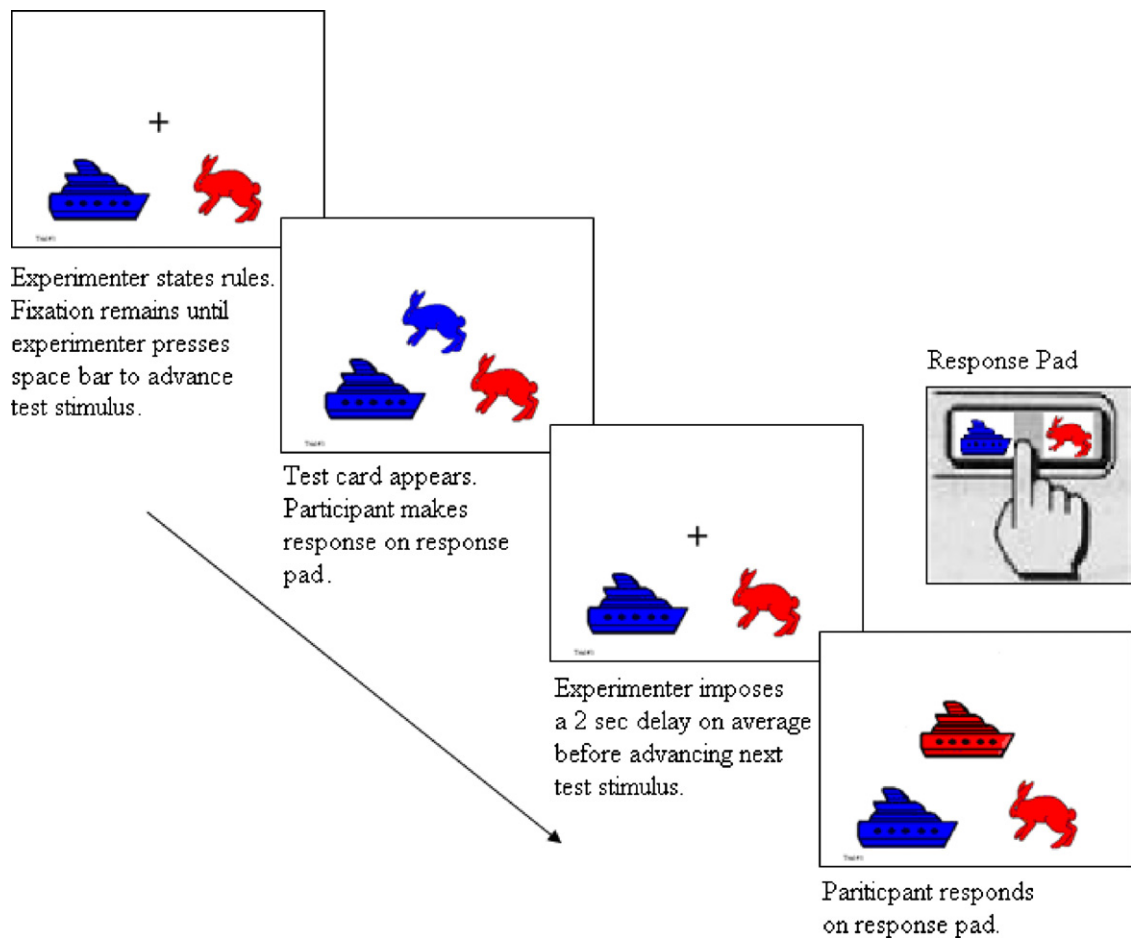 Experimenter states rules.
Fixation remains until
experimenter presses
space bar to advance
test stimulus.
Test card appears.
Participant makes
response on response
pad.
Response Pad
Experimenter imposes
a 2 sec delay on average
before advancing next
test stimulus.
Pariticpant responds
on response pad.